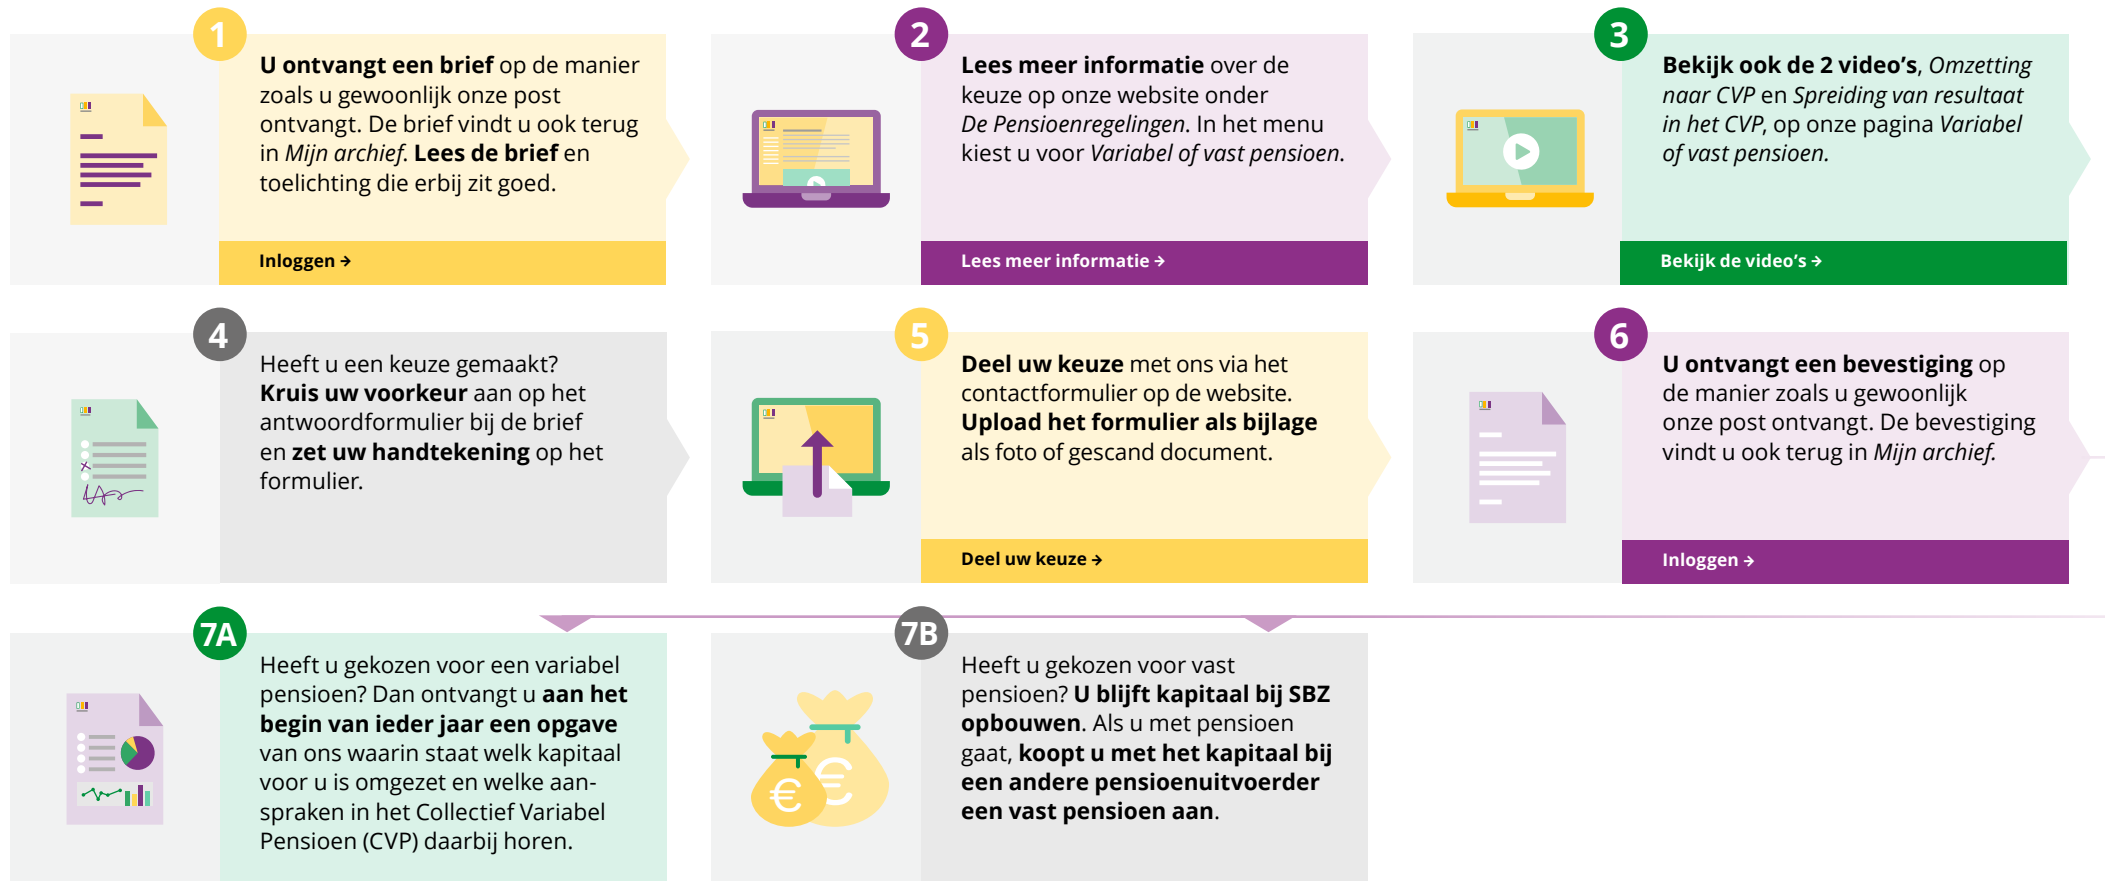 1
U ontvangt een brief op de manier
zoals u gewoonlijk onze post
ontvangt. De brief vindt u ook terug
in Mijn archief. Lees de brief en
toelichting die erbij zit goed.
Inloggen →
2
Lees meer informatie over de
keuze op onze website onder
De Pensioenregelingen. In het menu
kiest u voor Variabel of vast pensioen.
Lees meer informatie →
3
Bekijk ook de 2 video's, Omzetting
naar CVP en Spreiding van resultaat
in het CVP, op onze pagina Variabel
of vast pensioen.
Bekijk de video's →
4
Heeft u een keuze gemaakt?
Kruis uw voorkeur aan op het
antwoordformulier bij de brief
en zet uw handtekening op het
formulier.
5
Deel uw keuze met ons via het
contactformulier op de website.
Upload het formulier als bijlage
als foto of gescand document.
Deel uw keuze →
6
U ontvangt een bevestiging op
de manier zoals u gewoonlijk
onze post ontvangt. De bevestiging
vindt u ook terug in Mijn archief.
Inloggen →
7A
Heeft u gekozen voor een variabel
pensioen? Dan ontvangt u aan het
begin van ieder jaar een opgave
van ons waarin staat welk kapitaal
voor u is omgezet en welke aan-
spraken in het Collectief Variabel
Pensioen (CVP) daarbij horen.
7B
Heeft u gekozen voor vast
pensioen? U blijft kapitaal bij SBZ
opbouwen. Als u met pensioen
gaat, koopt u met het kapitaal bij
een andere pensioenuitvoerder
een vast pensioen aan.
€
€